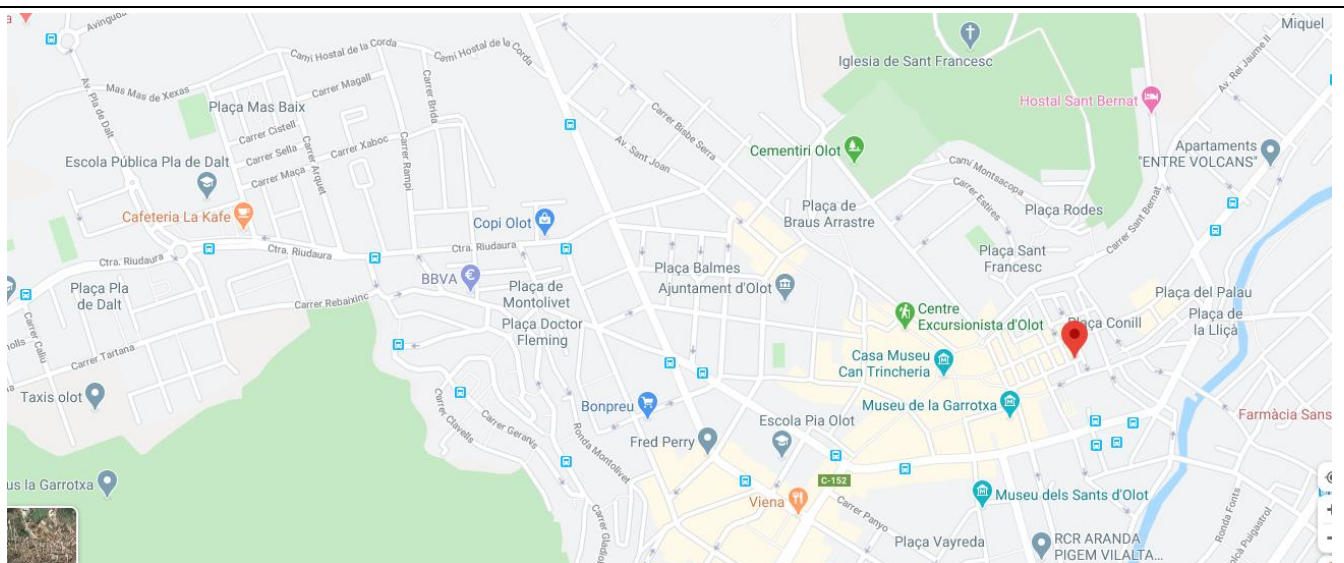 a
Avinguda
Miquel
Camí Hostal de la Corda
Camí Hostal de la Corda
Iglesia de Sant Francesc
Av. Rei Jaume II
Av. Pla de Dalt
Mas Mas de Xexas
Carrer Magall
Carrer Brida
Plaça Mas Baix
Hostal Sant Bernat
Carrer Cistell
Carrer Bisbe Serra
Carrer Sella
Carrer Xaboc
Av. Sant Joan
Cementiri Olot
Apartaments
"ENTRE VOLCANS"
Escola Pública Pla de Dalt
Carrer Arquet
Carrer Rampi
Camí Montsacopa
Carrer Maça
Carrer Estires
Cafeteria La Kafe
Copi Olot
Plaça de
Braus Arrastre
Plaça Rodes
Carrer Sant Bernat
Ctra. Riudaura
Ctra. Riudaura
Ctra. Riudaura
Plaça Sant
Francesc
BBVA
Plaça Balmes
Ajuntament d'Olot
Plaça Pla
de Dalt
Plaça de
Montolivet
Plaça del Palau
Carrer Rebaixinc
Centre
Excursionista d'Olot
Plaça Conill
Plaça de
la Lliçà
Plaça Doctor
Fleming
Carrer Callu
Carrer Tartana
Casa Museu
Can Trincheria
Taxis olot
Bonpreu
Museu de la Garrotxa
Carrer Clavells
Carrer Geranis
Ronda Montolivet
Escola Pia Olot
Farmàcia Sans
Fred Perry
us la Garrotxa
C-152
Viena
Carrer Panyo
Museu dels Sants d'Olot
Ronda Fonts
Plaça Vayreda
RCR ARANDA
PIGEM VILALTA...